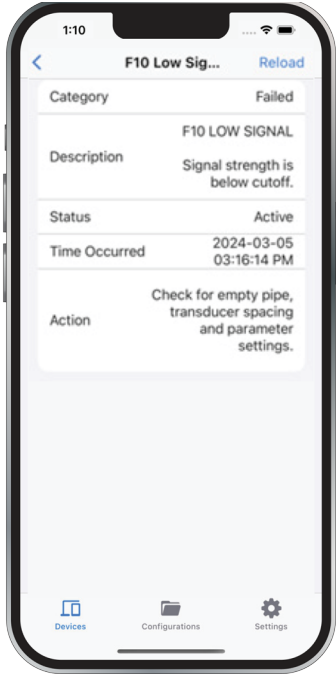 1:10
F10 Low Sig...
Reload
Category
Failed
Description
F10 LOW SIGNAL
Signal strength is
below cutoff.
Status
Active
Time Occurred
2024-03-05
03:16:14 PM
Action
Check for empty pipe,
transducer spacing
and parameter
settings.
Devices
Configurations
Settings